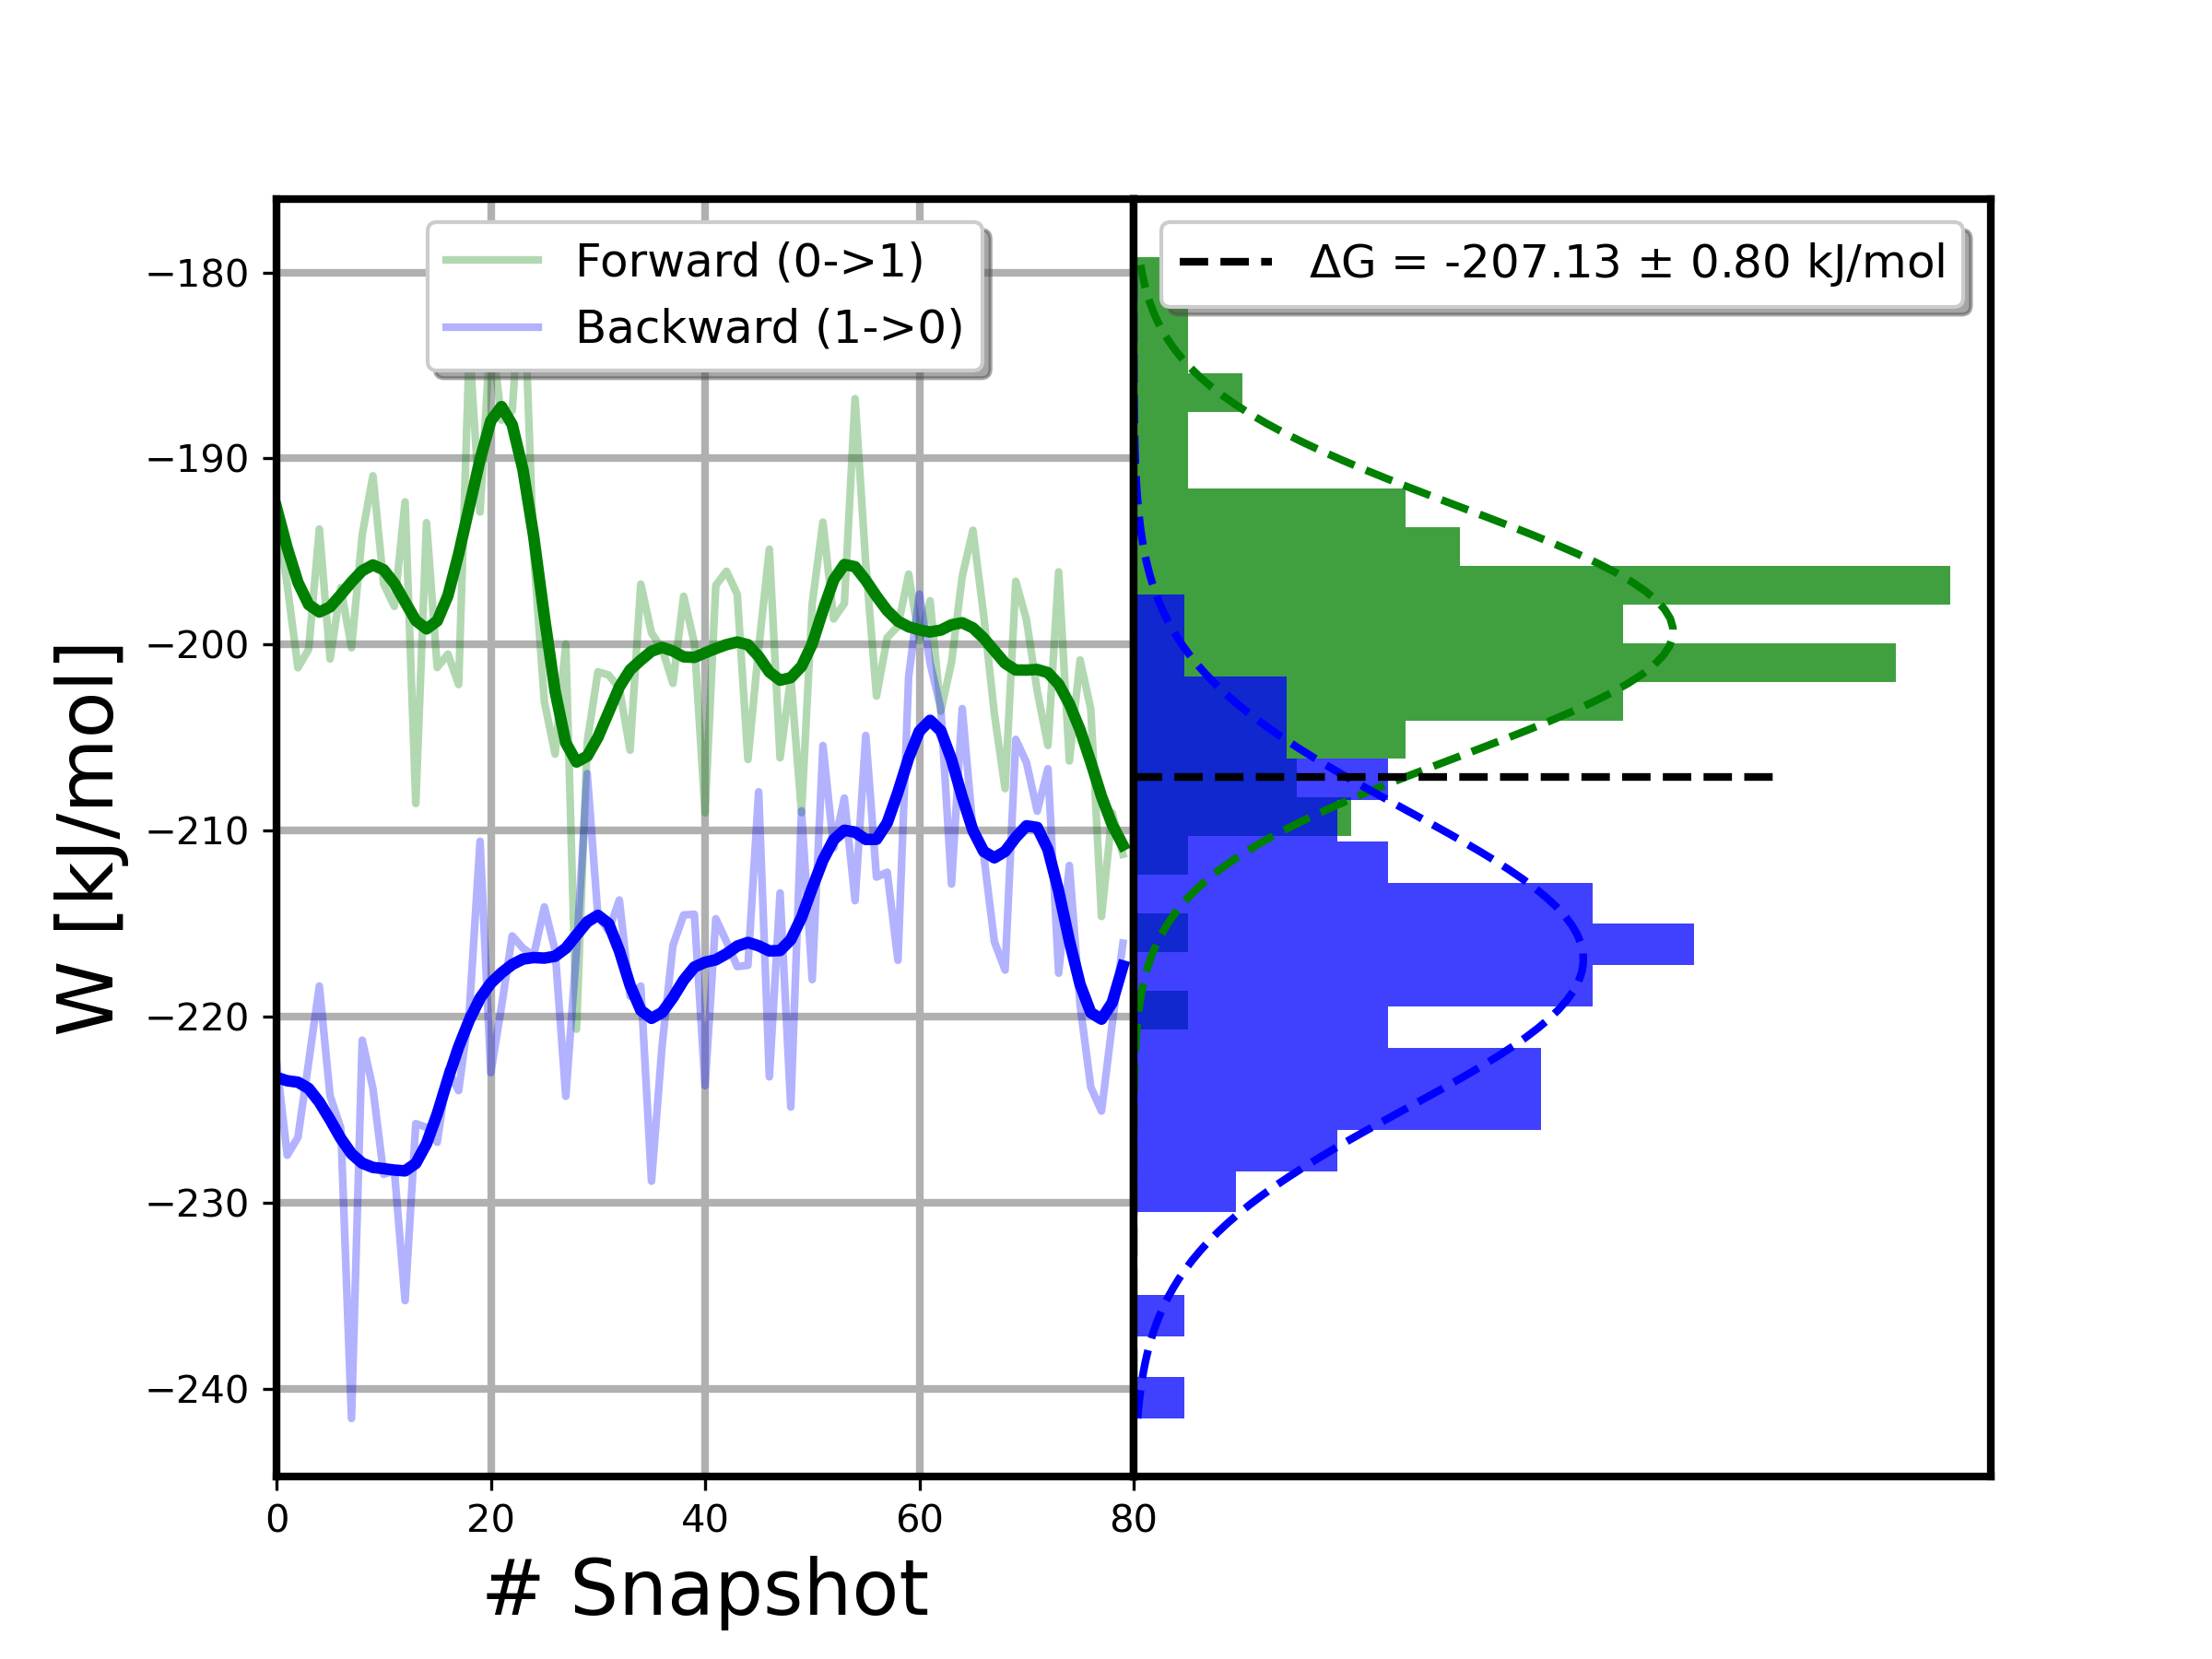 Forward (0->1)
Backward (1->0)
ΔG = -207.13 ± 0.80 kJ/mol
W [kJ/mol]
−180
−190
−200
−210
−220
−230
−240
0 20 40 60 80
# Snapshot